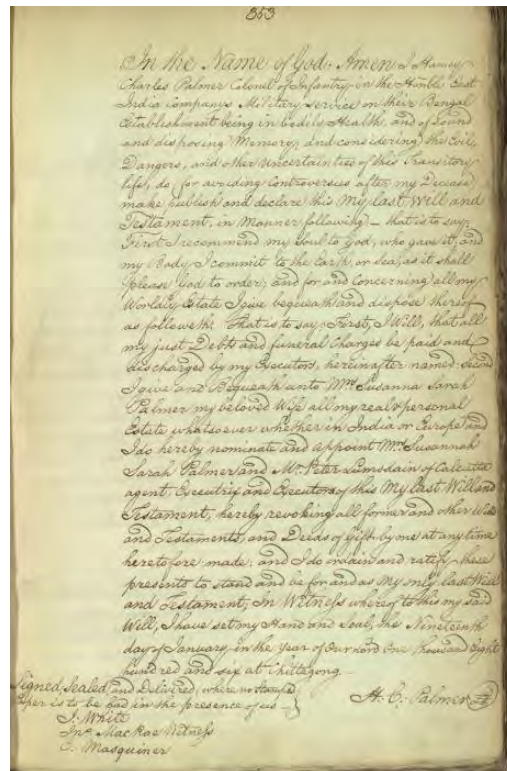 353
In the Name of God. Amen I Harvey
Charles Palmer Colonel of Infantry in the Honble East
India Companys Military Service on their Bengal
Establishment being in bodily Health, and of Sound
and disposing Memory, and considering the Evil,
Dangers, and other Uncertainties of this Transitory
life, do, for avoiding Controversies after my Decease,
make publish and declare this My last Will and
Testament, in Manner following – that is to say,
First I recommend my Soul to God, who gave it, and
my Body, I commit to the Earth, or Sea, as it shall
please God to order; and for and Concerning all my
Worldly Estate I give bequeath and dispose thereof
as followeth: That is to say First, I Will, that all
my just Debts and funeral Charges be paid and
discharged by my Executors, hereinafter named: Second
I give and Bequeath unto Mrs. Susanna Sarah
Palmer my beloved Wife all my real & personal
Estate whatsoever whether in India or Europe and
I do hereby nominate and appoint Mrs. Susannah
Sarah Palmer and Mr. Peter Lumsdain of Calcutta
agent, Executrix and Executors of this My last Will and
Testament, hereby revoking all former and other Wills
and Testaments, and Deeds of Gift by me at any time
heretofore made, and I do ordain and ratify these
presents to stand and be for and as my only last Will
and Testament, In Witness whereof to this my said
Will, I have set my Hand and Seal, the Nineteenth
day of January in the Year of Our Lord One Thousand Eight
hundred and six at Chittagong –
Signed, Sealed, and Delivered, where no stamped
Paper is to be had in the presence of us –
H. C. Palmer
J. White
Jno. MacRae Witness
C. Masquiner